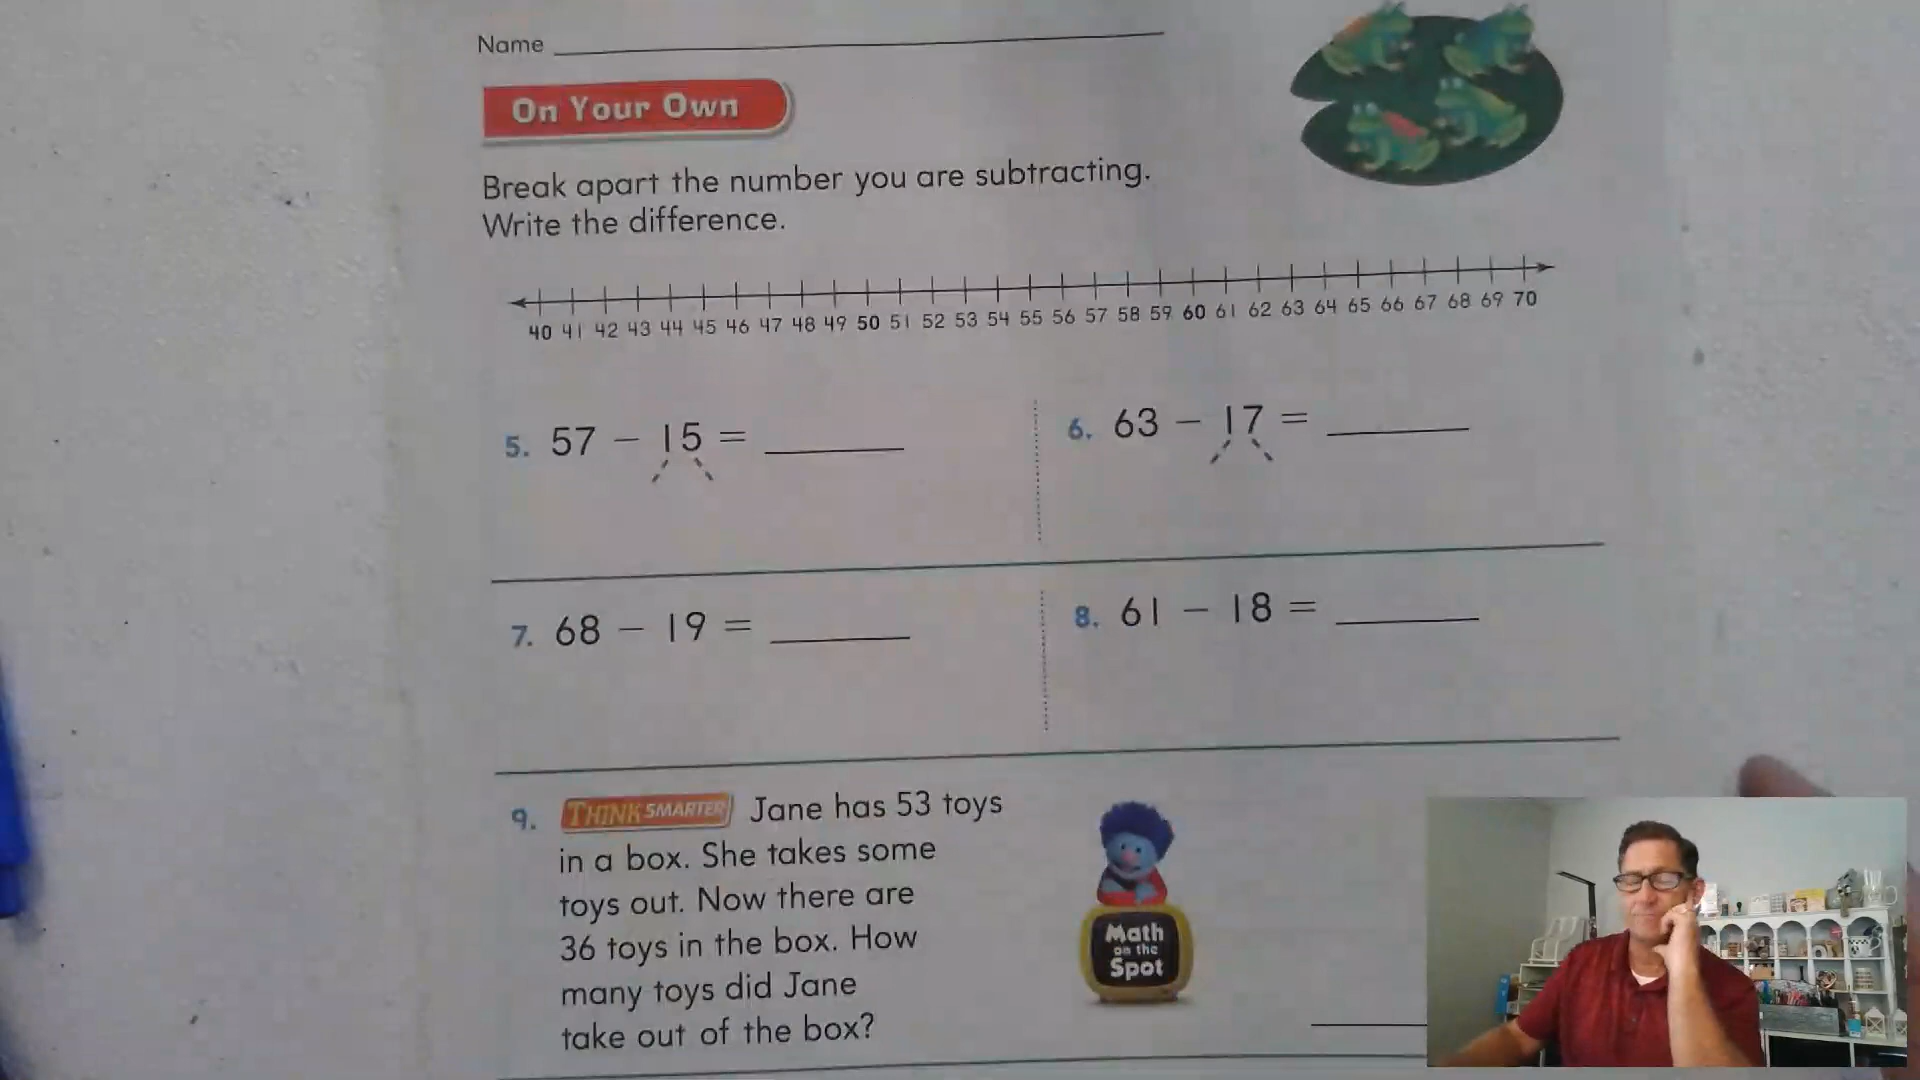 Name
On Your Own
Break apart the number you are subtracting.
Write the difference.
40 41 42 43 44 45 46 47 48 49 50 51 52 53 54 55 56 57 58 59 60 61 62 63 64 65 66 67 68 69 70
5. 57 − 15 = ______
6. 63 − 17 = ______
7. 68 − 19 = ______
8. 61 − 18 = ______
9. THINK SMARTER Jane has 53 toys
in a box. She takes some
toys out. Now there are
36 toys in the box. How
many toys did Jane
take out of the box?
Math
on the
Spot